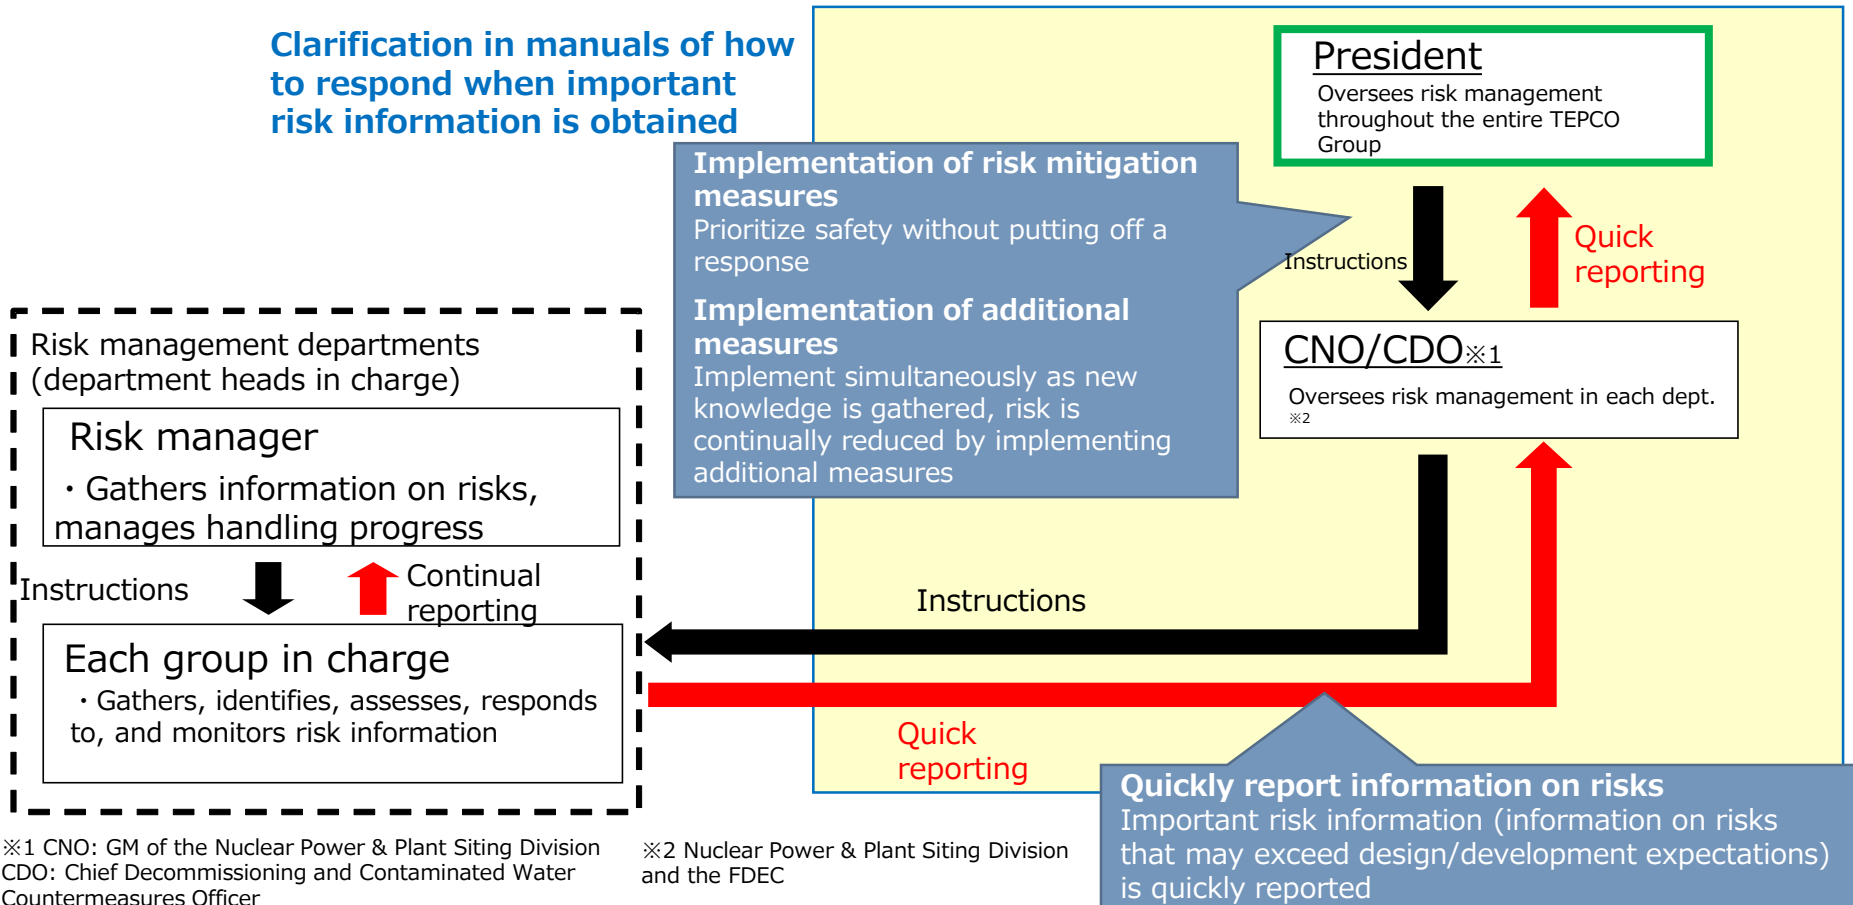 Clarification in manuals of how
to respond when important
risk information is obtained
President
Oversees risk management
throughout the entire TEPCO
Group
Implementation of risk mitigation
measures
Prioritize safety without putting off a
response
Implementation of additional
measures
Implement simultaneously as new
knowledge is gathered, risk is
continually reduced by implementing
additional measures
Instructions
Quick
reporting
CNO/CDO※1
Oversees risk management in each dept.
※2
Risk management departments
(department heads in charge)
Risk manager
・Gathers information on risks,
manages handling progress
Instructions
Continual
reporting
Each group in charge
・Gathers, identifies, assesses, responds
to, and monitors risk information
Instructions
Quick
reporting
Quickly report information on risks
Important risk information (information on risks
that may exceed design/development expectations)
is quickly reported
※1 CNO: GM of the Nuclear Power & Plant Siting Division
CDO: Chief Decommissioning and Contaminated Water
Countermeasures Officer
※2 Nuclear Power & Plant Siting Division
and the FDEC